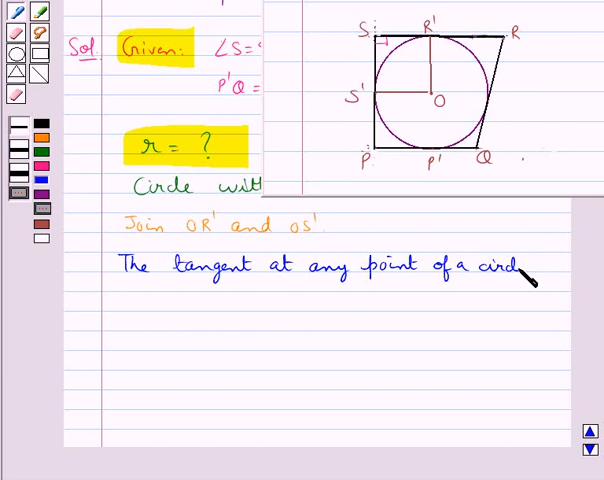 Sol. Given: ∠S=
P'Q =
r = ?
Circle with
Join OR' and OS'.
The tangent at any point of a circl
S R' R
S' O
P P' Q